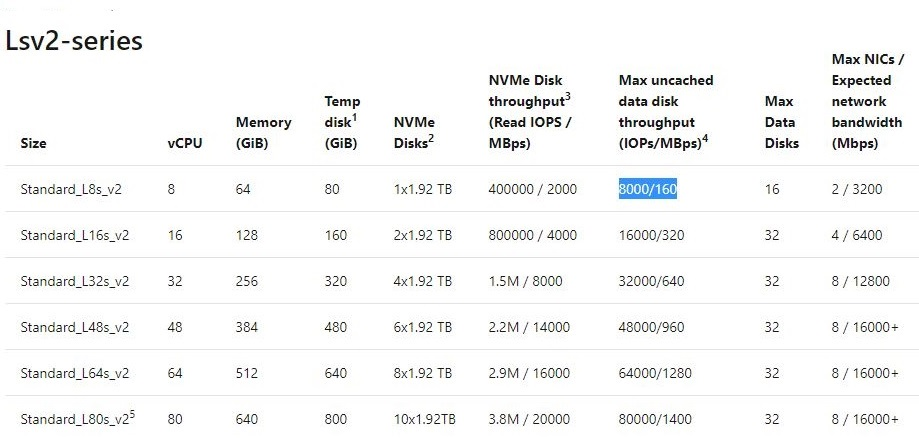 Lsv2-series
Size vCPU Memory (GiB) Temp disk1 (GiB) NVMe Disks2 NVMe Disk throughput3 (Read IOPS / MBps) Max uncached data disk throughput (IOPs/MBps)4 Max Data Disks Max NICs / Expected network bandwidth (Mbps)
Standard_L8s_v2 8 64 80 1x1.92 TB 400000 / 2000 8000/160 16 2 / 3200
Standard_L16s_v2 16 128 160 2x1.92 TB 800000 / 4000 16000/320 32 4 / 6400
Standard_L32s_v2 32 256 320 4x1.92 TB 1.5M / 8000 32000/640 32 8 / 12800
Standard_L48s_v2 48 384 480 6x1.92 TB 2.2M / 14000 48000/960 32 8 / 16000+
Standard_L64s_v2 64 512 640 8x1.92 TB 2.9M / 16000 64000/1280 32 8 / 16000+
Standard_L80s_v25 80 640 800 10x1.92TB 3.8M / 20000 80000/1400 32 8 / 16000+